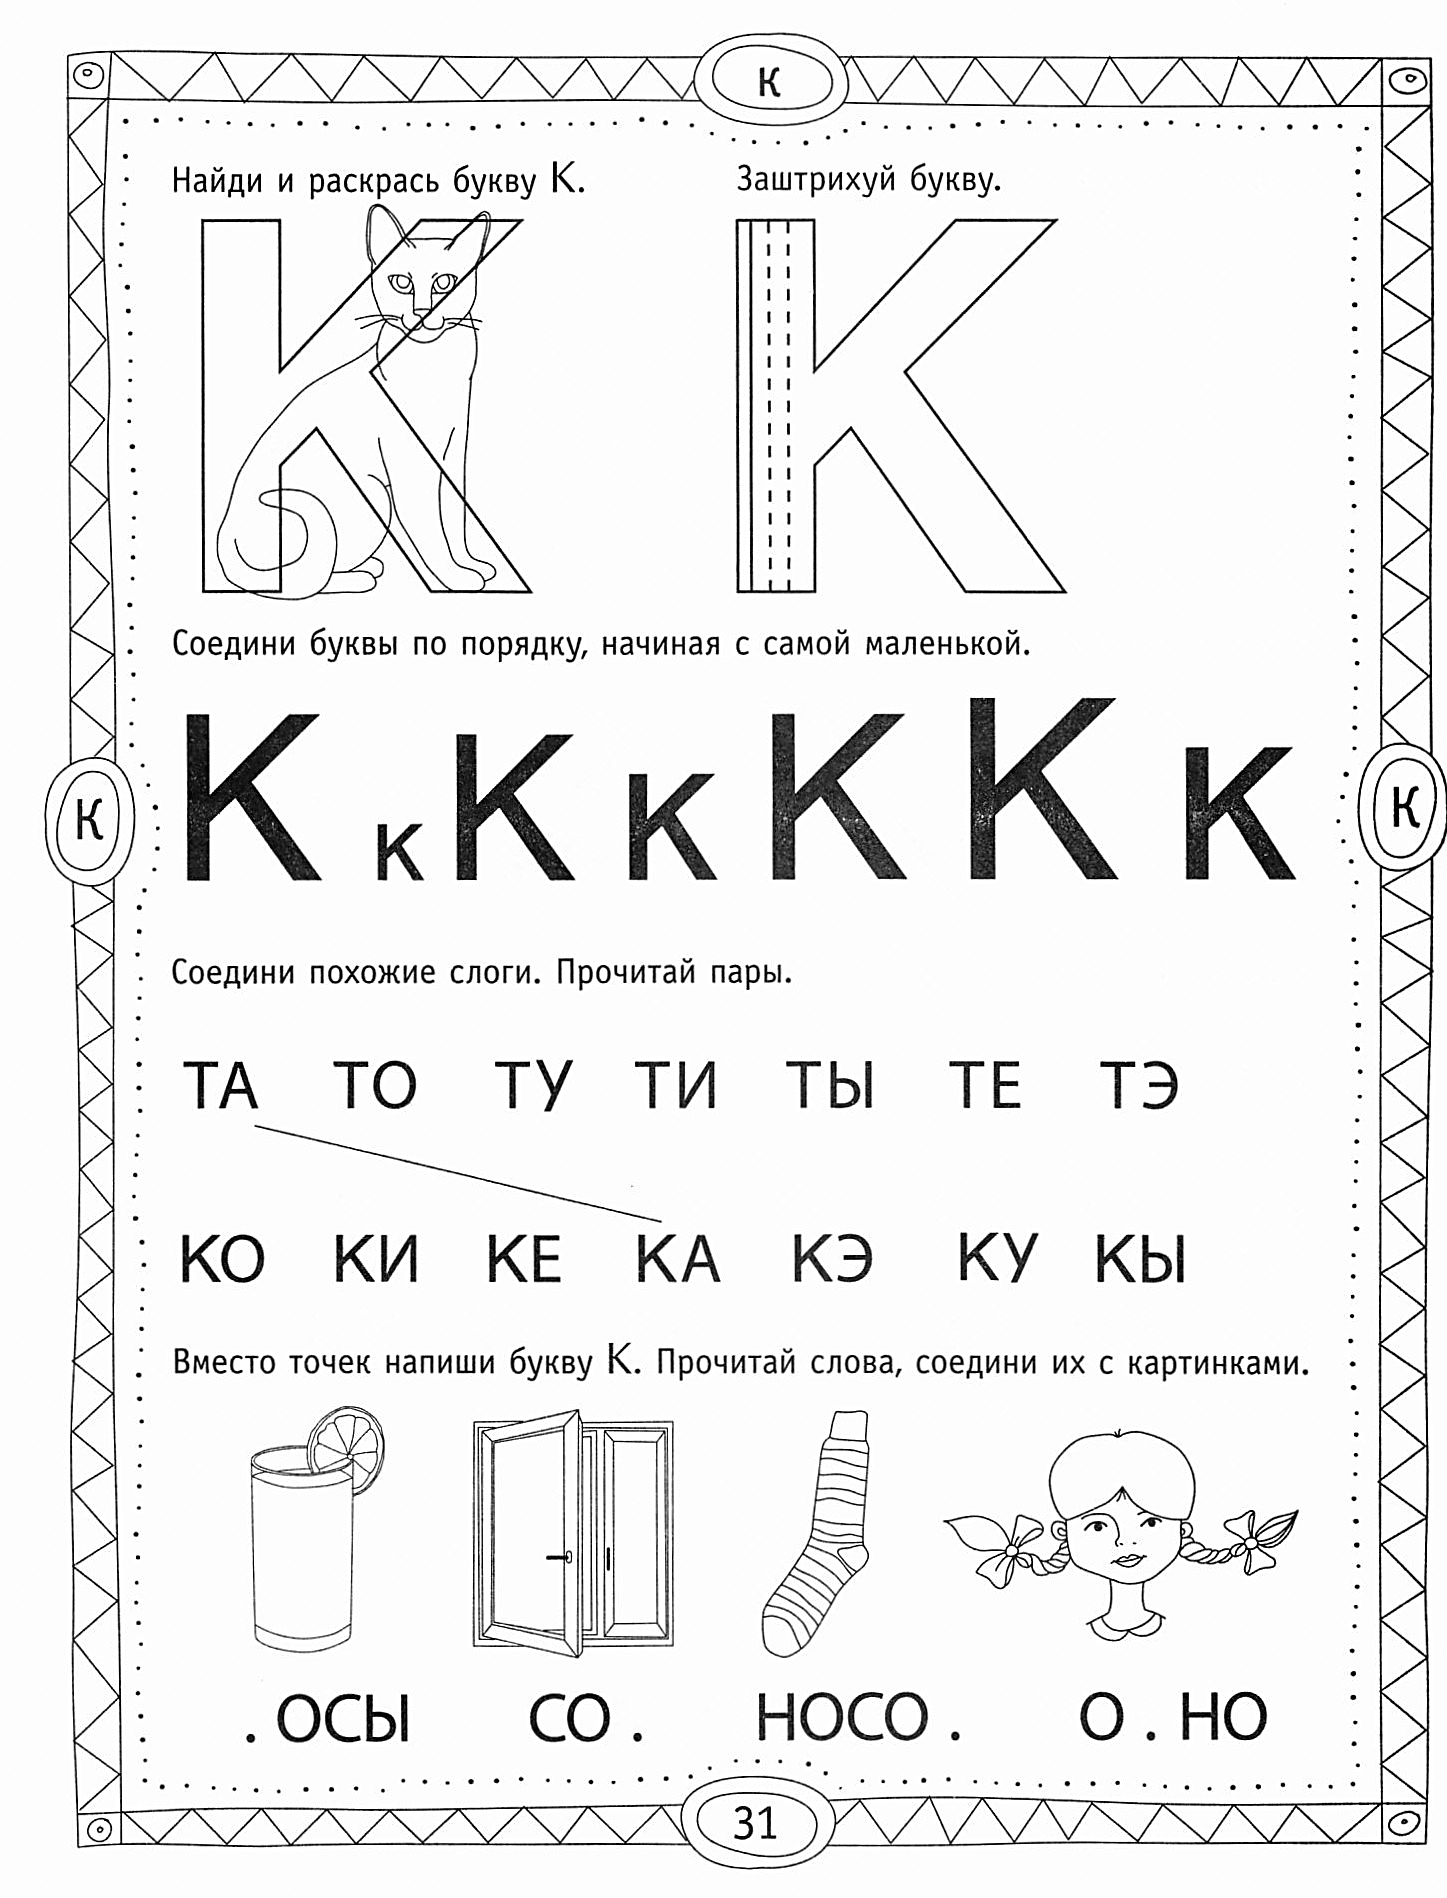 К
Найди и раскрась букву К.
Заштрихуй букву.
К
К
Соедини буквы по порядку, начиная с самой маленькой.
К к К К К К К
К
К
Соедини похожие слоги. Прочитай пары.
ТА ТО ТУ ТИ ТЫ ТЕ ТЭ
КО КИ КЕ КА КЭ КУ КЫ
Вместо точек напиши букву К. Прочитай слова, соедини их с картинками.
. ОСЫ СО . НОСО . О . НО
31